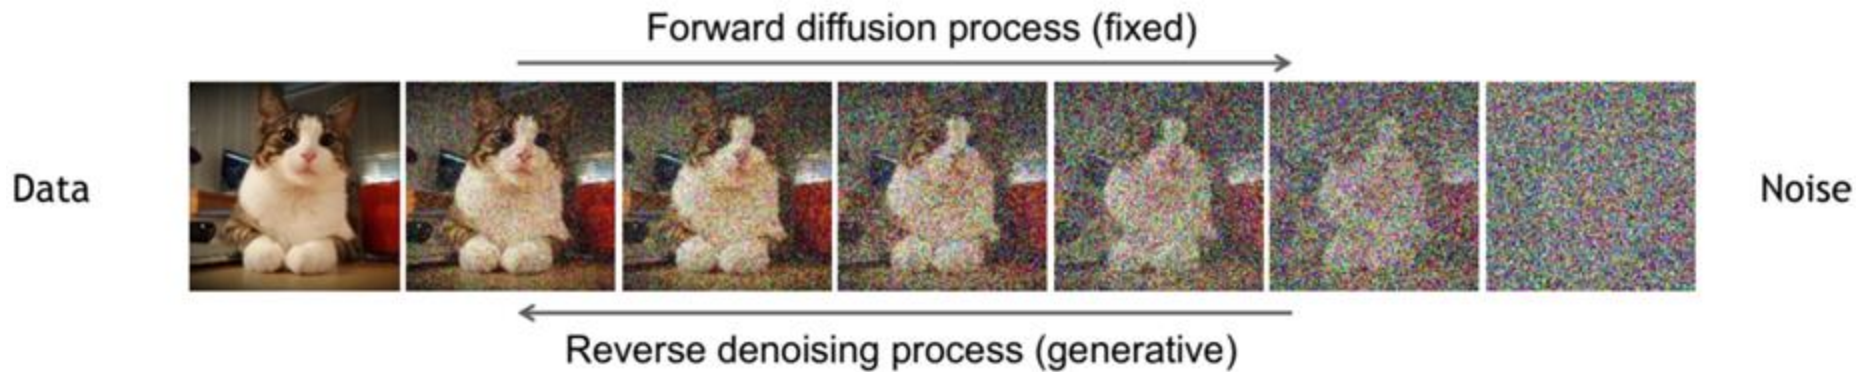 Forward diffusion process (fixed)
Data
Noise
Reverse denoising process (generative)